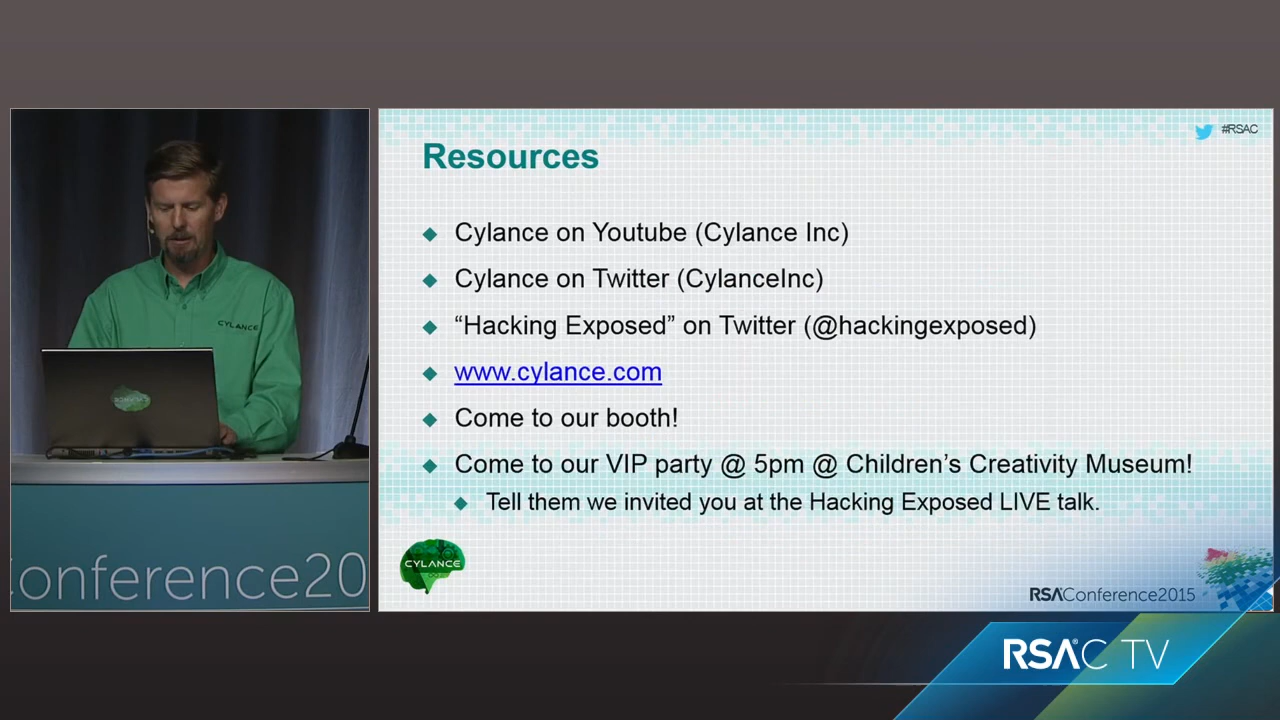 #RSAC
Resources
Cylance on Youtube (Cylance Inc)
Cylance on Twitter (CylanceInc)
“Hacking Exposed” on Twitter (@hackingexposed)
www.cylance.com
Come to our booth!
Come to our VIP party @ 5pm @ Children’s Creativity Museum!
Tell them we invited you at the Hacking Exposed LIVE talk.
CYLANCE
RSAConference2015
CYLANCE
CYLANCE
onference20
RSAC TV